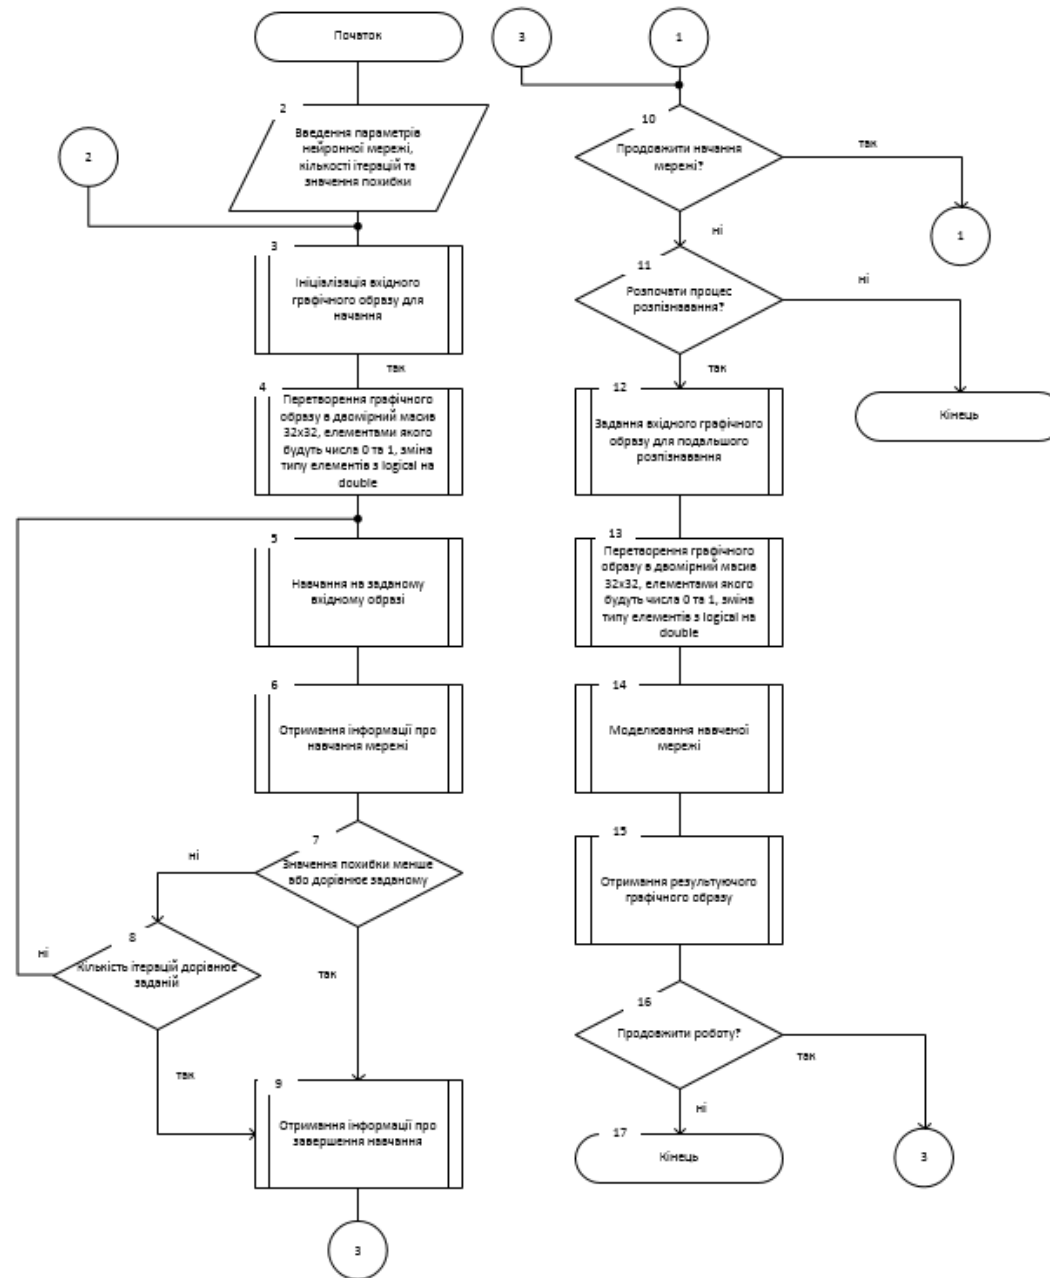 Початок
2
Введення параметрів
нейронної мережі,
кількості ітерацій та
значення похибки
2
3
Ініціалізація вхідного
графічного образу для
начання
так
4
Перетворення графічного
образу в двомірний масив
32х32, елементами якого
будуть числа 0 та 1, зміна
типу елементів з logical на
double
5
Навчання на заданому
вхідному образі
6
Отримання інформації про
навчання мережі
7
Значення похибки менше
або дорівнює заданому
ні
так
8
Кількість ітерацій дорівнює
заданій
ні
так
9
Отримання інформації про
завершення навчання
3
3
1
10
Продовжити начання
мережі?
так
1
ні
11
Розпочати процес
розпізнавання?
ні
Кінець
так
12
Задання вхідного графічного
образу для подальшого
розпізнавання
13
Перетворення графічного
образу в двомірний масив
32х32, елементами якого
будуть числа 0 та 1, зміна
типу елементів з logical на
double
14
Моделювання навченої
мережі
15
Отримання результуючого
графічного образу
16
Продовжити роботу?
так
3
ні
17
Кінець